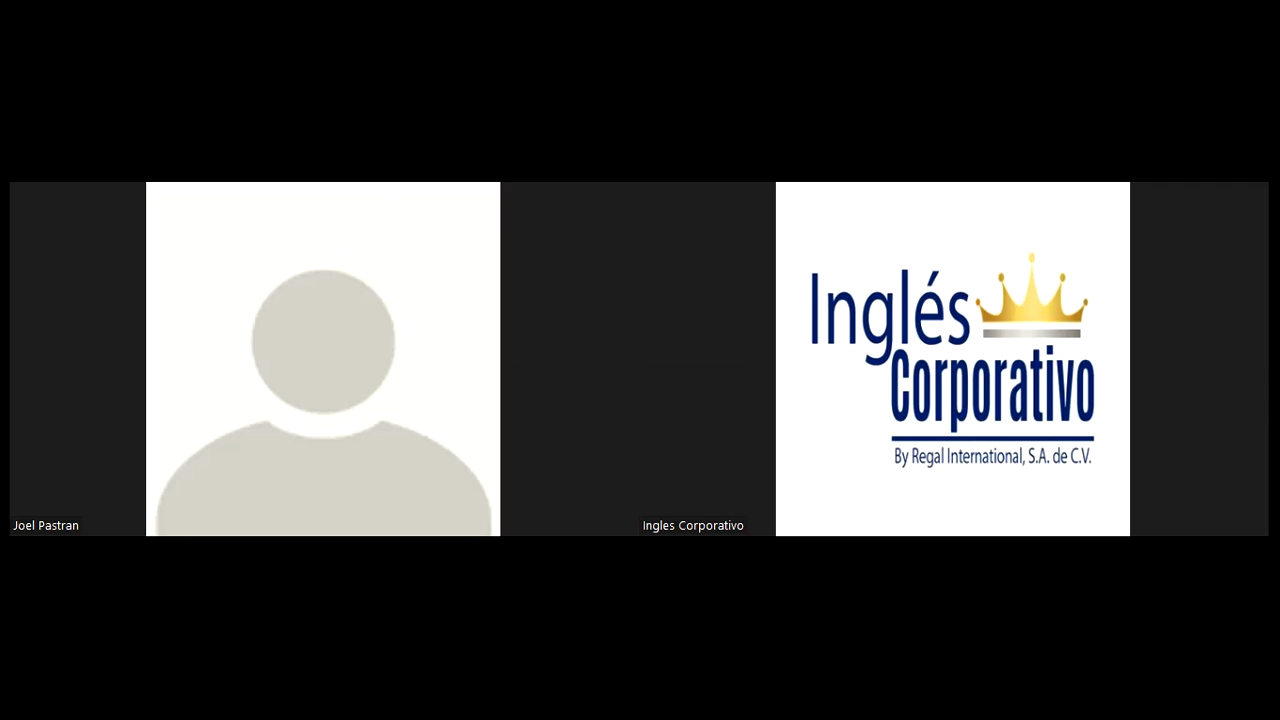 Inglés
Corporativo
By Regal International, S.A. de C.V.
Joel Pastran
Ingles Corporativo